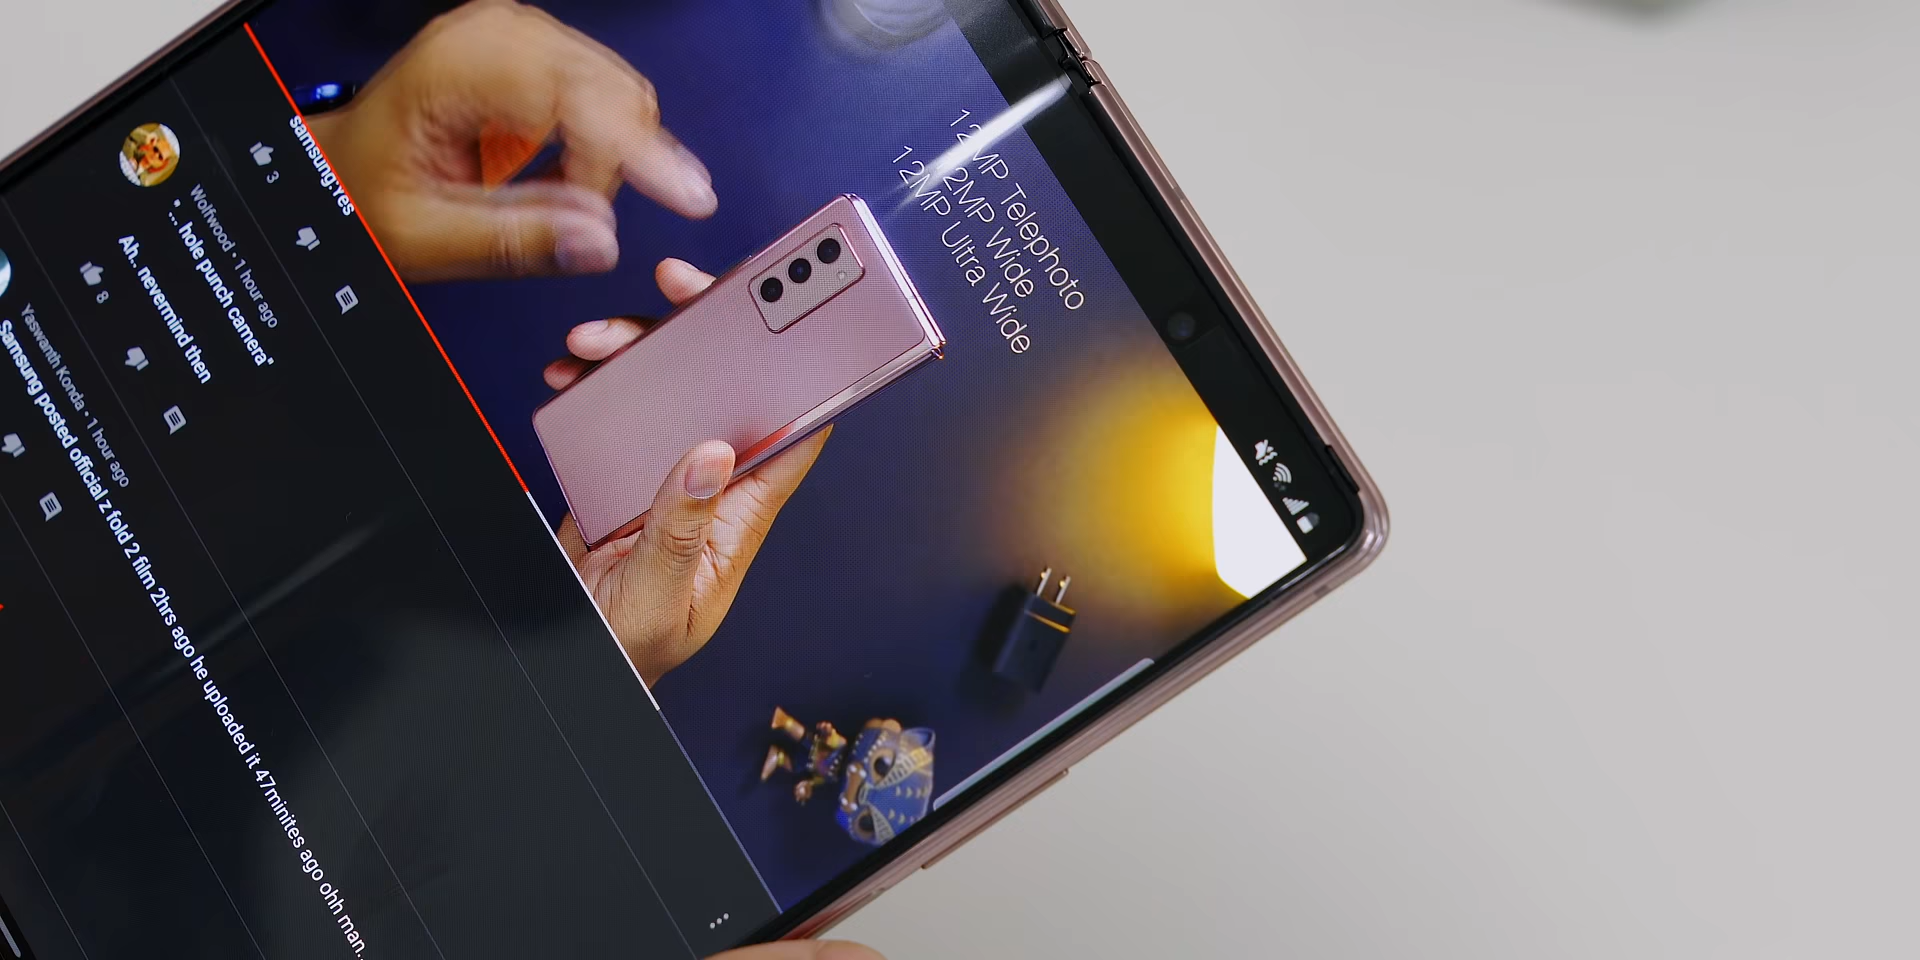 12MP Telephoto
12MP Wide
12MP Ultra Wide
samsung:Yes
3
Wolfwood • 1 hour ago
"... hole punch camera"
Ah.. nevermind then
8
Yaswanth Konda • 1 hour ago
Samsung posted official z fold 2 film 2hrs ago he uploaded it 47minites ago ohh man...